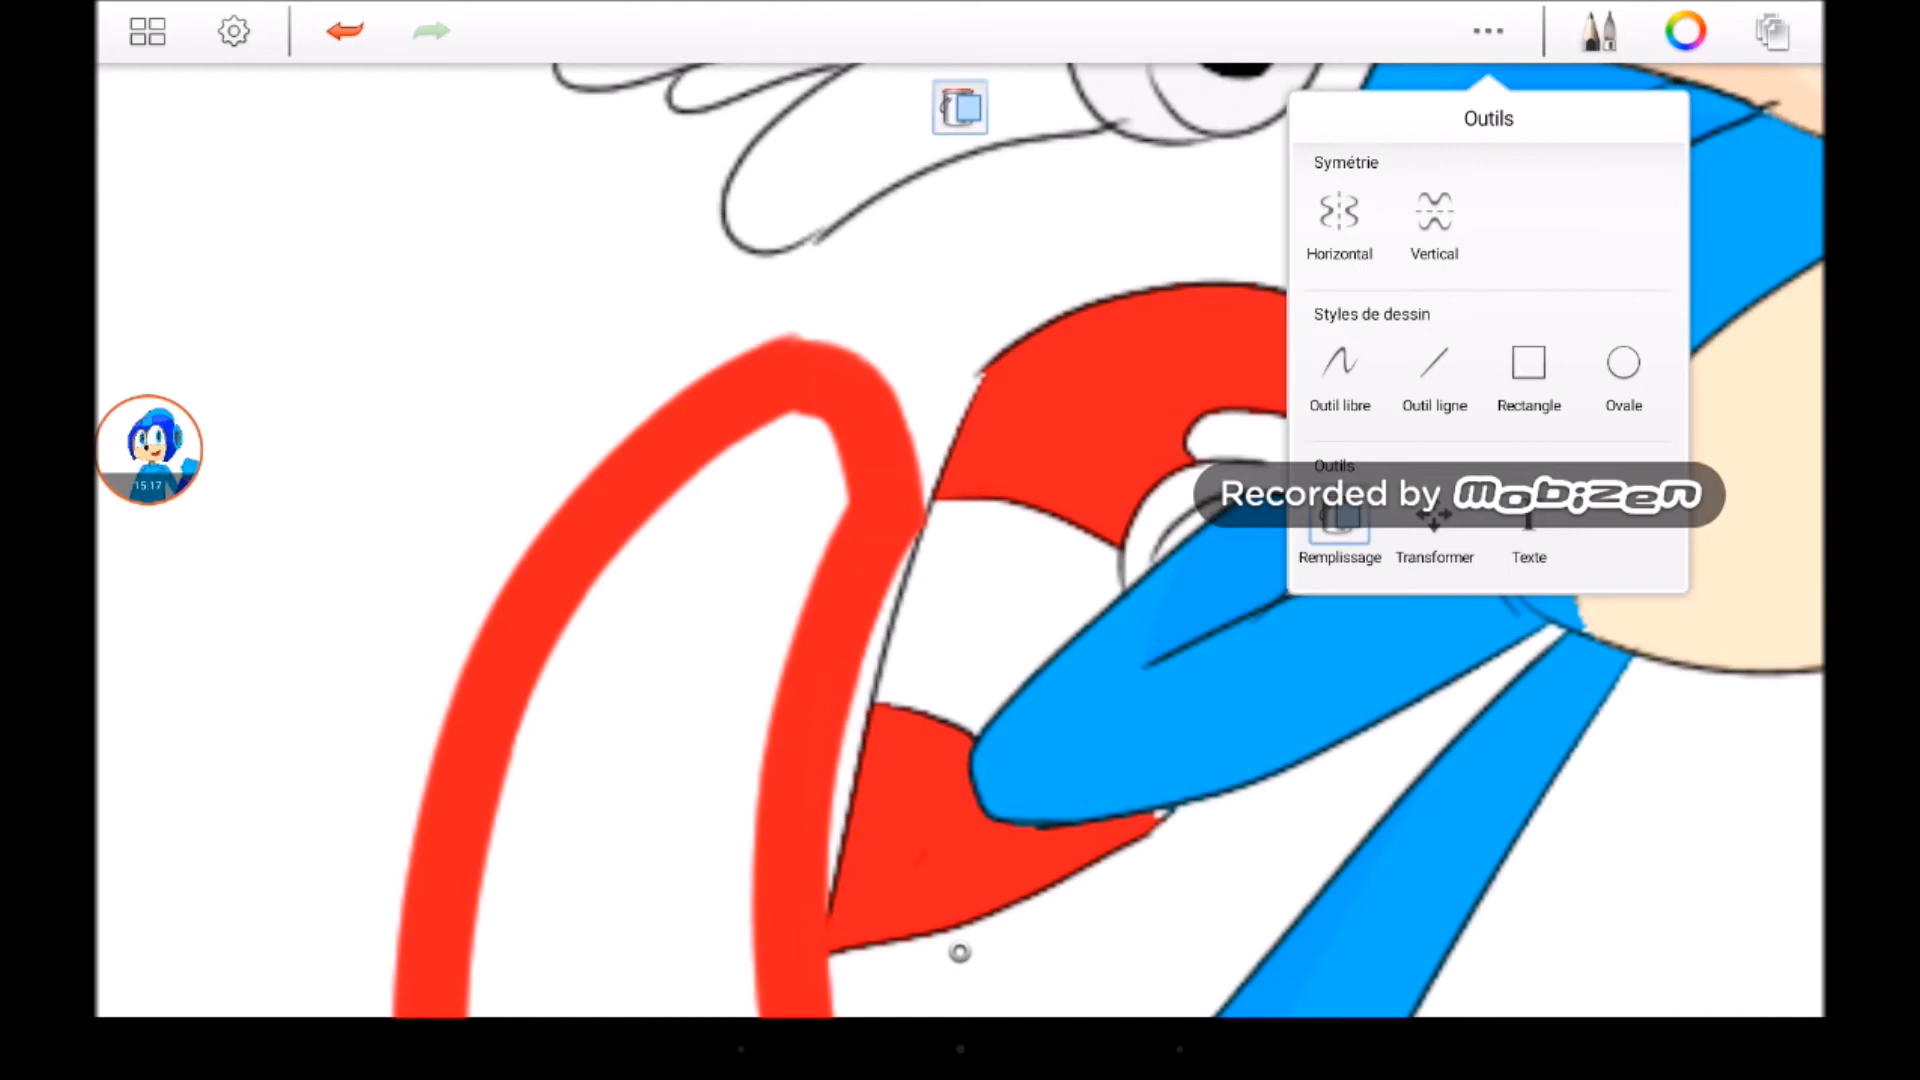 Outils
Symétrie
Horizontal Vertical
Styles de dessin
Outil libre Outil ligne Rectangle Ovale
Outils
Recorded by mobizen
Remplissage Transformer Texte
15:17